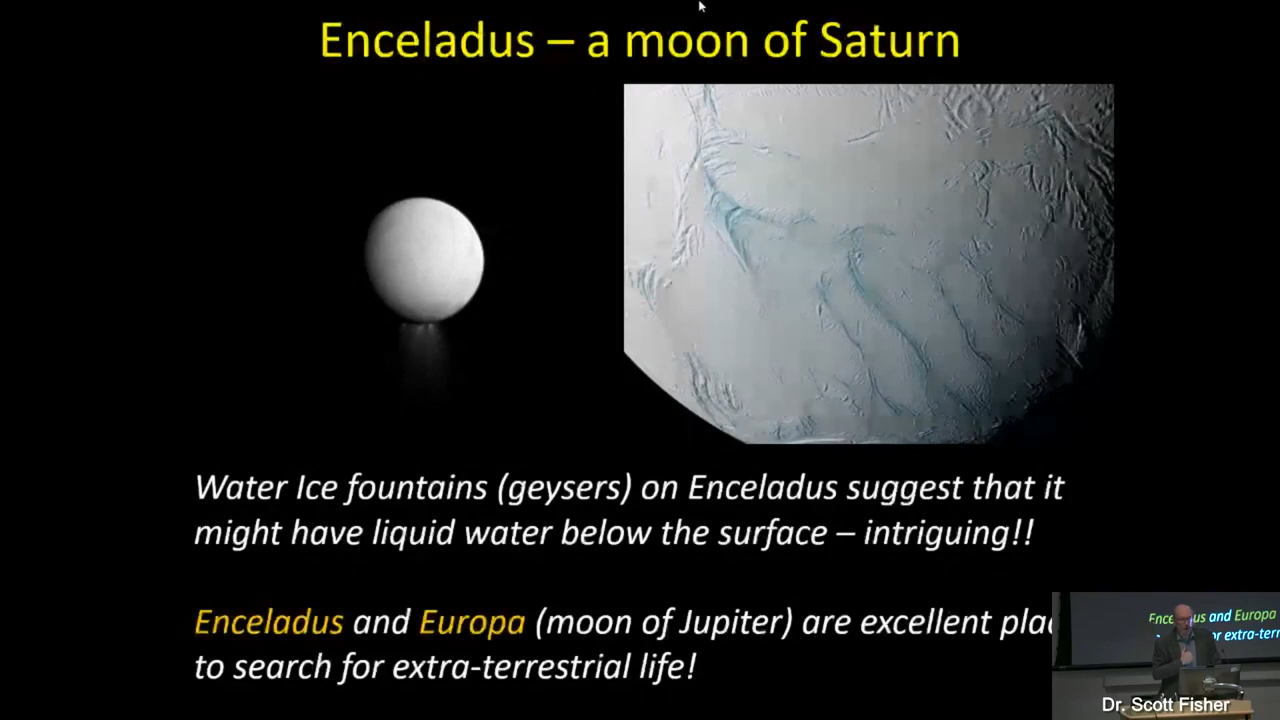 Enceladus – a moon of Saturn
Water Ice fountains (geysers) on Enceladus suggest that it
might have liquid water below the surface – intriguing!!
Enceladus and Europa (moon of Jupiter) are excellent
to search for extra-terrestrial life!
and Europa
Dr. Scott Fisher